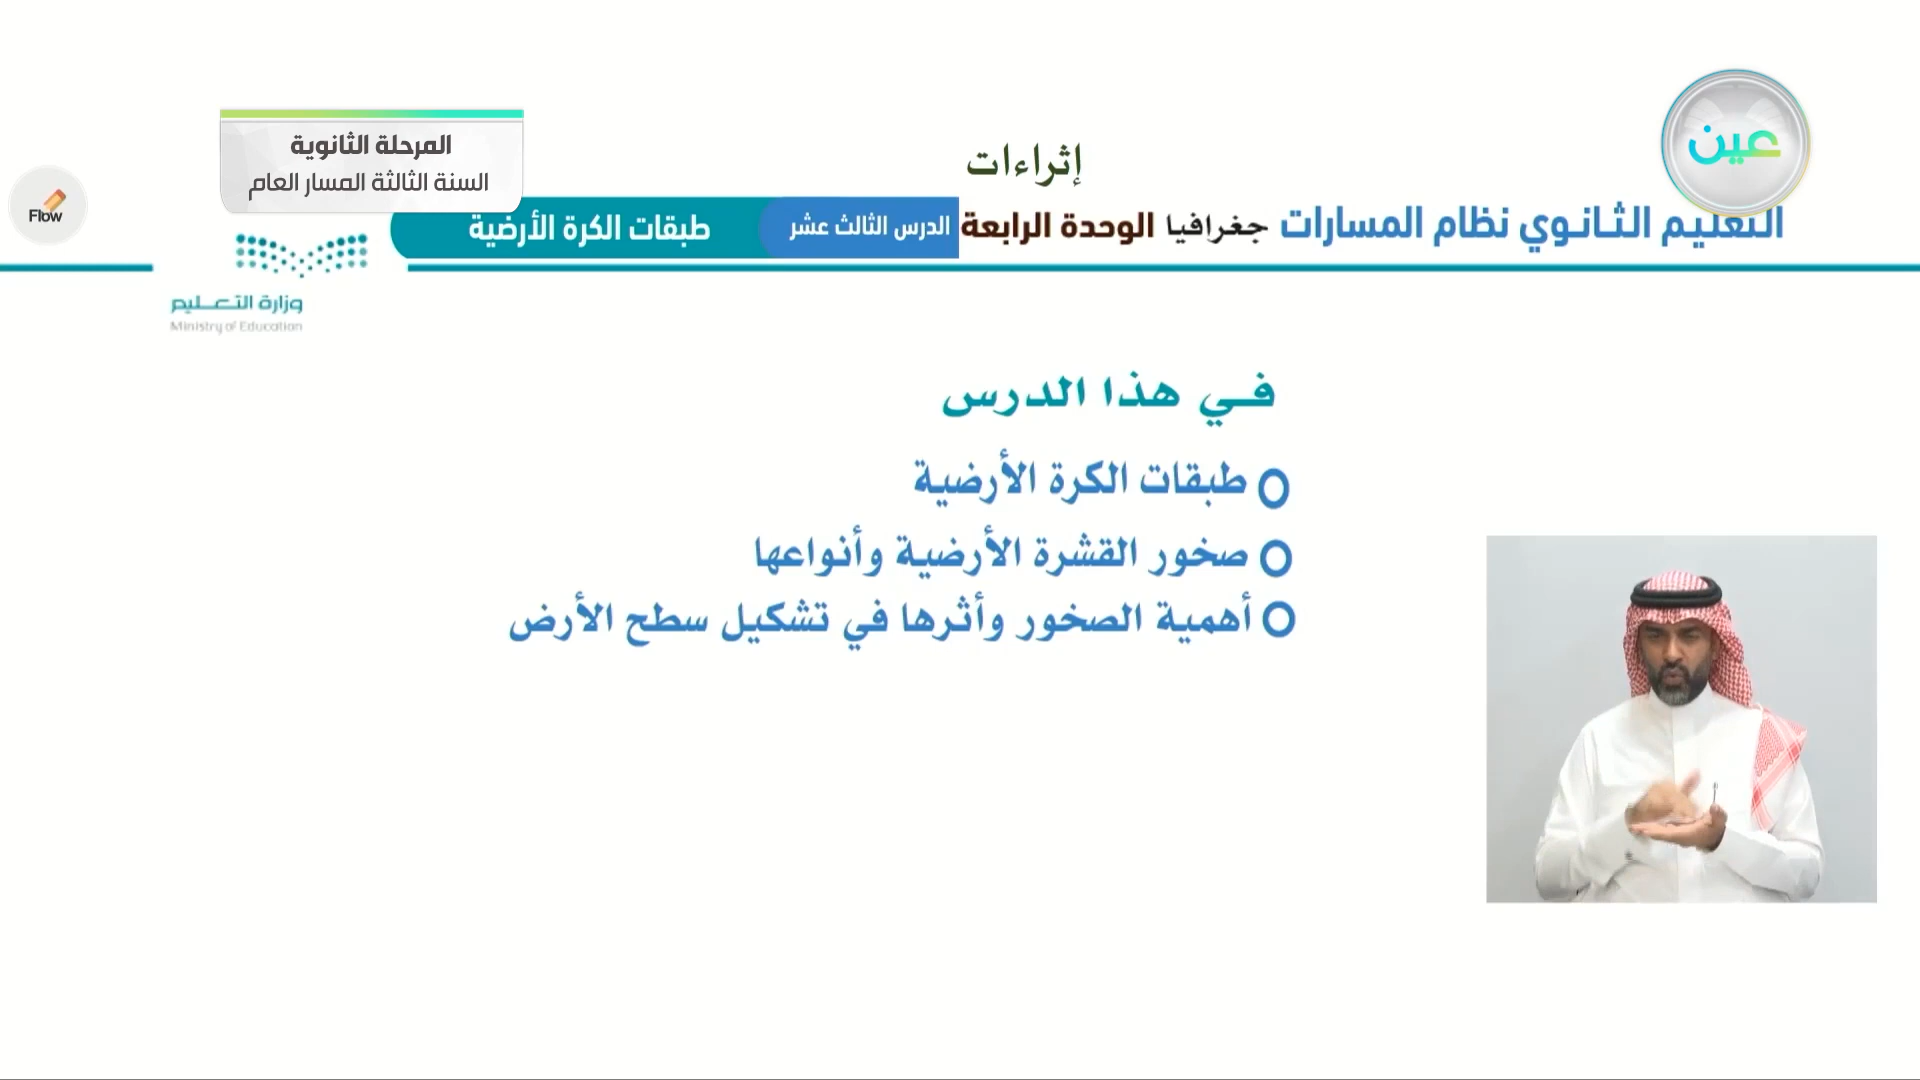 عين
المرحلة الثانوية
السنة الثالثة المسار العام
إثراءات
Flow
التعليم الثانوي نظام المسارات جغرافيا الوحدة الرابعة الدرس الثالث عشر طبقات الكرة الأرضية
وزارة التعليم
Ministry of Education
في هذا الدرس
طبقات الكرة الأرضية
صخور القشرة الأرضية وأنواعها
أهمية الصخور وأثرها في تشكيل سطح الأرض